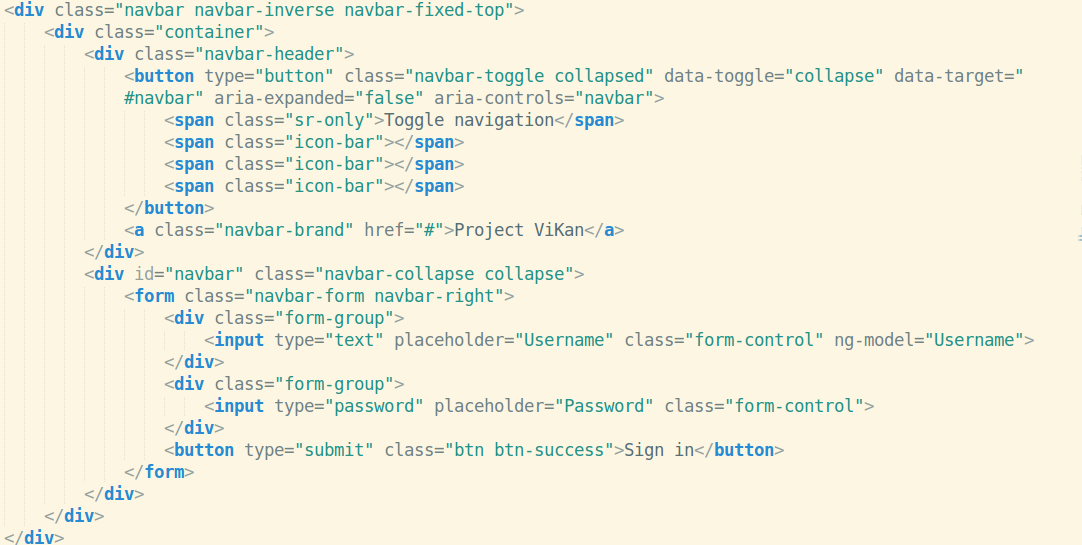 <div class="navbar navbar-inverse navbar-fixed-top">
    <div class="container">
        <div class="navbar-header">
            <button type="button" class="navbar-toggle collapsed" data-toggle="collapse" data-target="
            #navbar" aria-expanded="false" aria-controls="navbar">
                <span class="sr-only">Toggle navigation</span>
                <span class="icon-bar"></span>
                <span class="icon-bar"></span>
                <span class="icon-bar"></span>
            </button>
            <a class="navbar-brand" href="#">Project ViKan</a>
        </div>
        <div id="navbar" class="navbar-collapse collapse">
            <form class="navbar-form navbar-right">
                <div class="form-group">
                    <input type="text" placeholder="Username" class="form-control" ng-model="Username">
                </div>
                <div class="form-group">
                    <input type="password" placeholder="Password" class="form-control">
                </div>
                <button type="submit" class="btn btn-success">Sign in</button>
            </form>
        </div>
    </div>
</div>